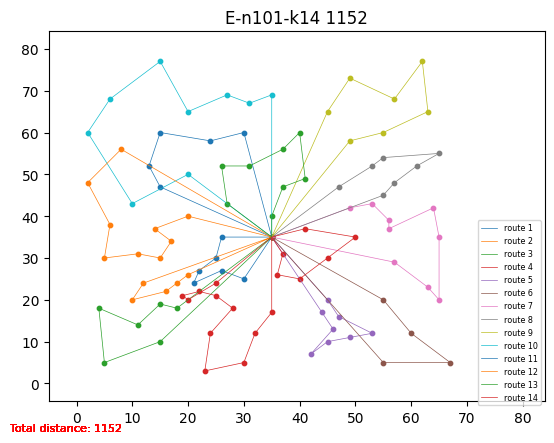 E-n101-k14 1152
80
70
60
50
40
30
20
10
0
0 10 20 30 40 50 60 70 80
route 1
route 2
route 3
route 4
route 5
route 6
route 7
route 8
route 9
route 10
route 11
route 12
route 13
route 14
Total distance: 1152